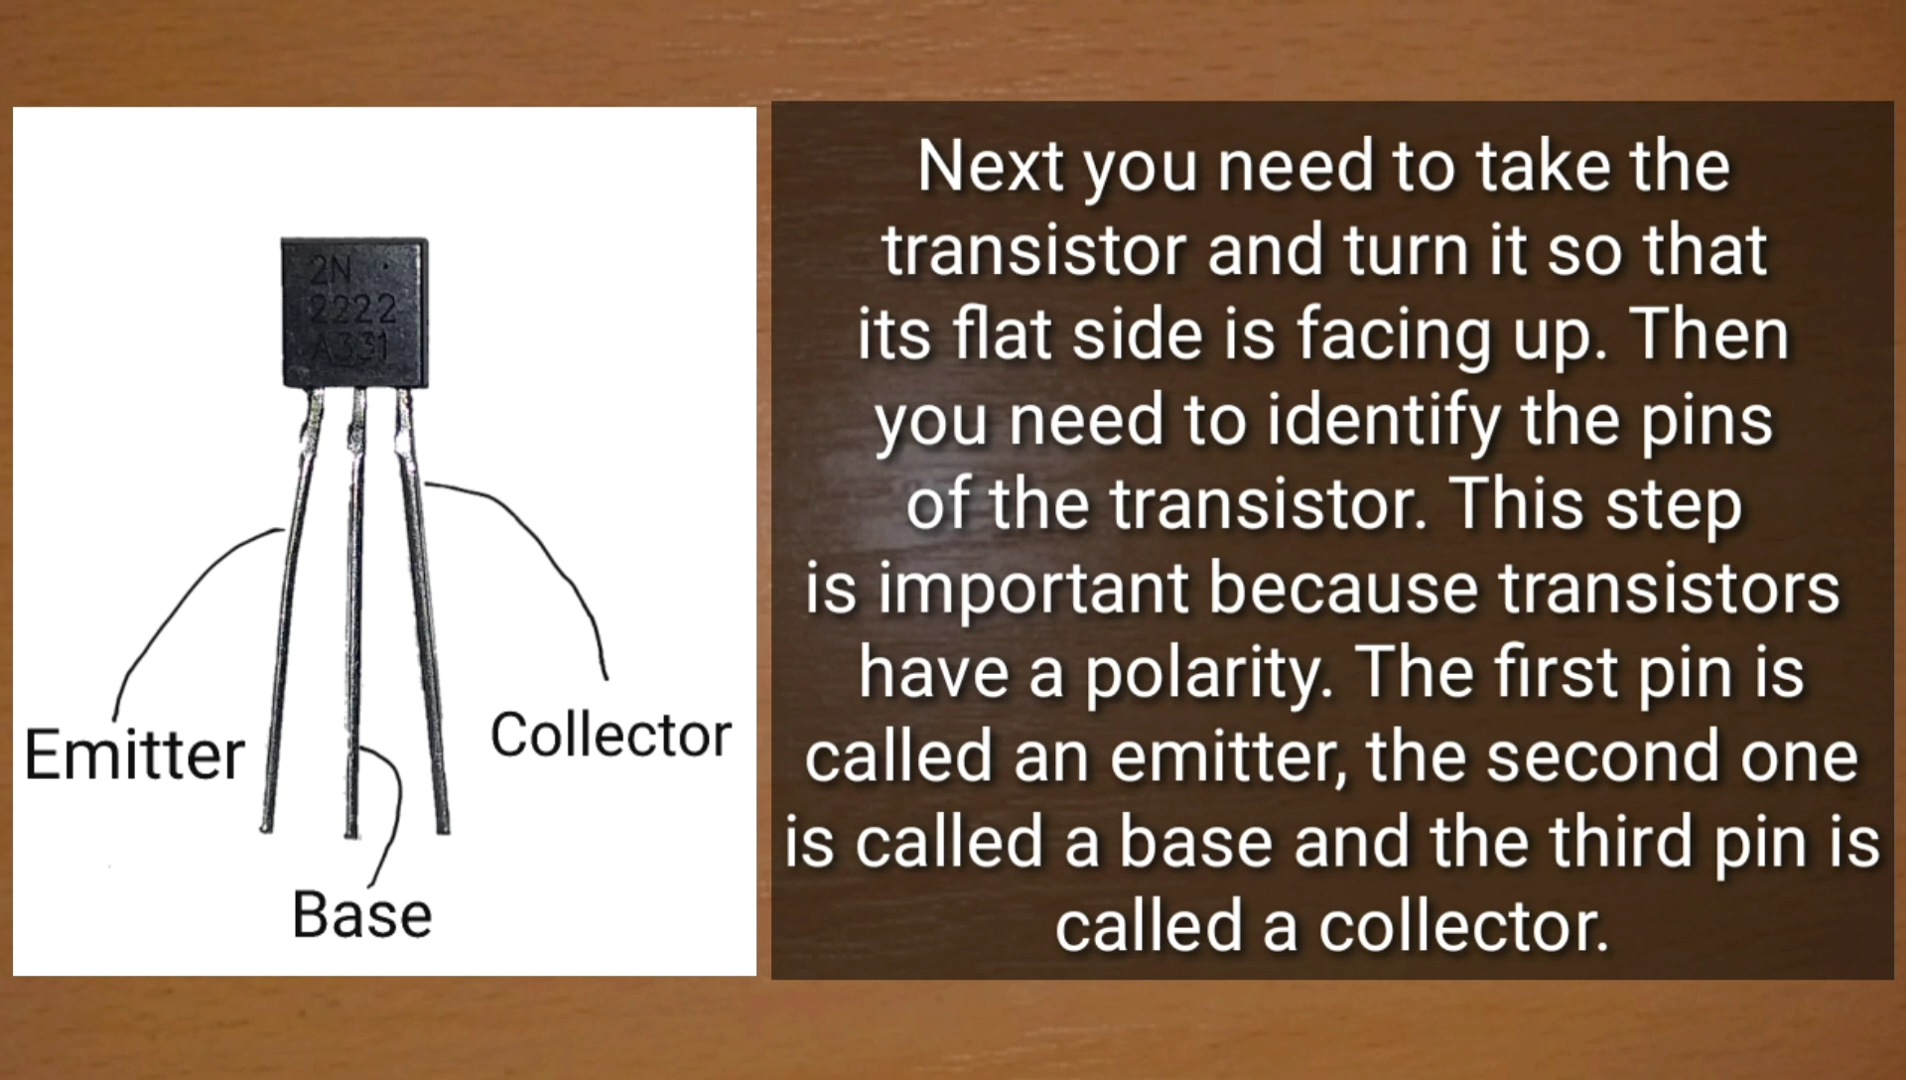 2N
2222
A331
Emitter
Collector
Base
Next you need to take the
transistor and turn it so that
its flat side is facing up. Then
you need to identify the pins
of the transistor. This step
is important because transistors
have a polarity. The first pin is
called an emitter, the second one
is called a base and the third pin is
called a collector.